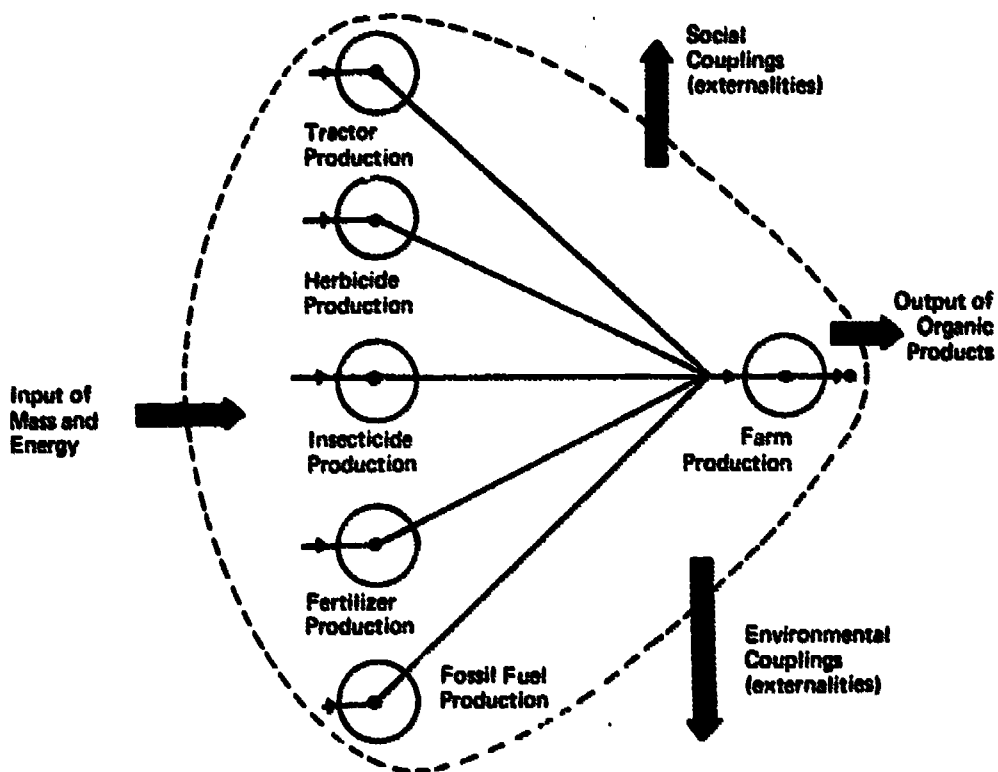 Social
Couplings
(externalities)
Tractor
Production
Herbicide
Production
Output of
Organic
Products
Input of
Mass and
Energy
Insecticide
Production
Farm
Production
Fertilizer
Production
Fossil Fuel
Production
Environmental
Couplings
(externalities)